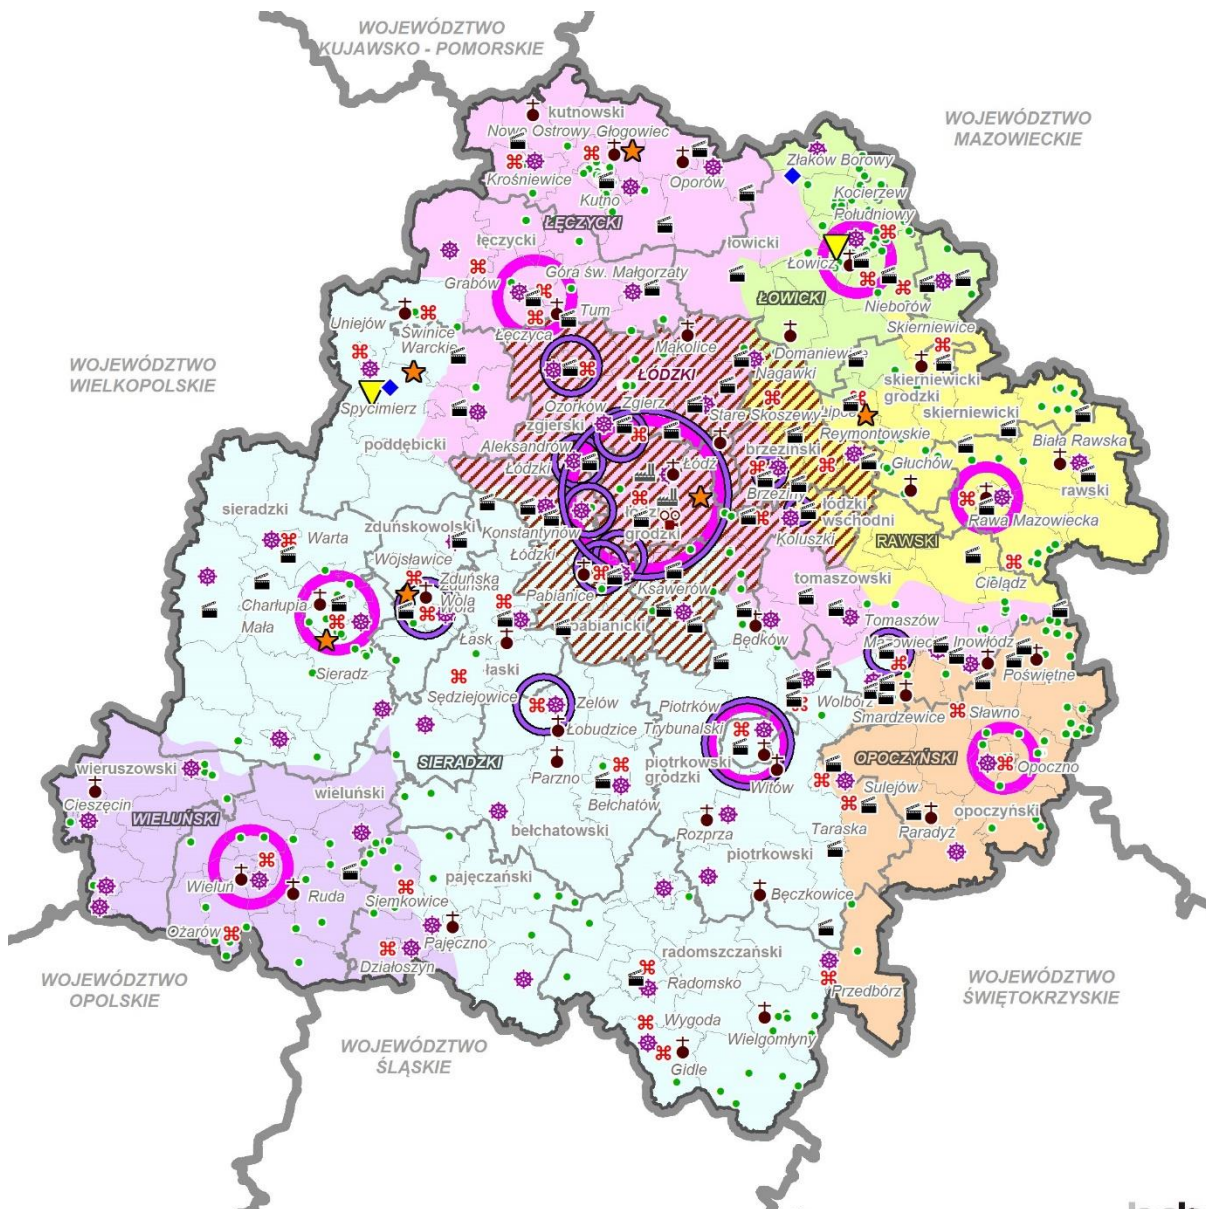 WOJEWÓDZTWO
KUJAWSKO - POMORSKIE
WOJEWÓDZTWO
MAZOWIECKIE
kutnowski
Nowe Ostrowy
Głogowiec
Krośniewice
Kutno
Oporów
Złaków Borowy
Kocierzew
Południowy
ŁĘCZYCKI
łęczycki
łowicki
Łowicz
Grabów
Góra św. Małgorzaty
Nieborów
ŁOWICKI
Uniejów
Świnice
Warckie
Łęczyca
Tum
Mąkolice
Domaniew
Skierniewice
WOJEWÓDZTWO
WIELKOPOLSKIE
ŁÓDZKI
Nagawki
skierniewicki
grodzki
skierniewicki
Spycimierz
Ozorków
Zgierz
Stare Skoszewy
Lipce
Reymontowskie
poddębicki
zgierski
Aleksandrów
Łódzki
Łódź
brzeziński
Głuchów
Biała Rawska
Brzeziny
rawski
sieradzki
Warta
zduńskowolski
Konstantynów
Łódzki
grodzki
łódzki
wschodni
Koluszki
Rawa Mazowiecka
RAWSKI
Wojsławice
Zduńska
Wola
Pabianice
Ksawerów
tomaszowski
Cielądz
Charłupia
Mała
Sieradz
Łask
pabianicki
Będków
Tomaszów
Mazowiecki
Inowłódz
Poświętne
łaski
Sędziejowice
Zelów
Łobudzice
Piotrków
Trybunalski
Wolbórz
Smardzewice
Sławno
wieruszowski
Cieszęcin
wieluński
SIERADZKI
Parzno
Bełchatów
piotrkowski
grodzki
Witów
OPOCZYŃSKI
Opoczno
Sulejów
WIELUŃSKI
bełchatowski
Rozprza
Taraska
Paradyż
opoczyński
piotrkowski
Wieluń
Ruda
Siemkowice
pajęczański
Bęczkowice
Ożarów
Działoszyn
Pajęczno
radomszczański
Radomsko
Przedbórz
WOJEWÓDZTWO
OPOLSKIE
WOJEWÓDZTWO
ŚWIĘTOKRZYSKIE
Wygoda
Wielgomłyny
Gidle
WOJEWÓDZTWO
ŚLĄSKIE